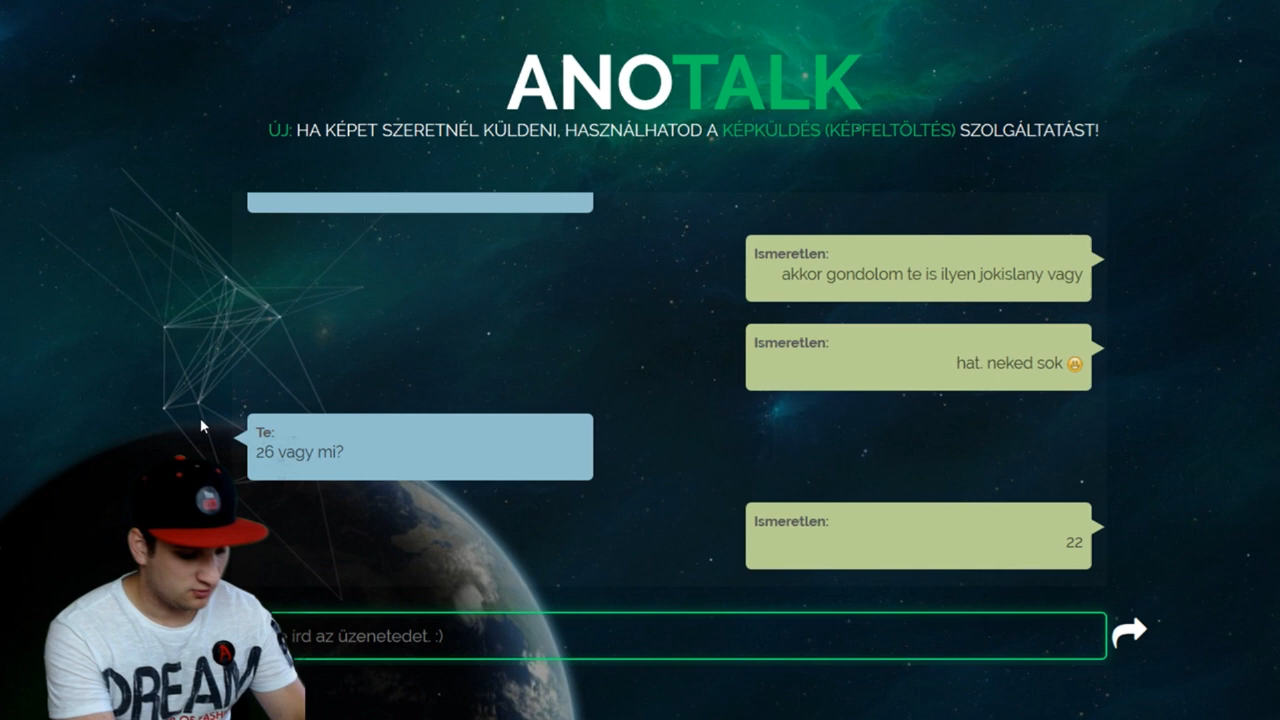 ANOTALK
ÚJ: HA KÉPET SZERETNÉL KÜLDENI, HASZNÁLHATOD A KÉPKÜLDÉS (KÉPFELTÖLTÉS) SZOLGÁLTATÁST!
Ismeretlen:
akkor gondolom te is ilyen jokislany vagy
Ismeretlen:
hat. neked sok
Te:
26 vagy mi?
Ismeretlen:
22
írd az üzenetedet. :)
A
DREAM